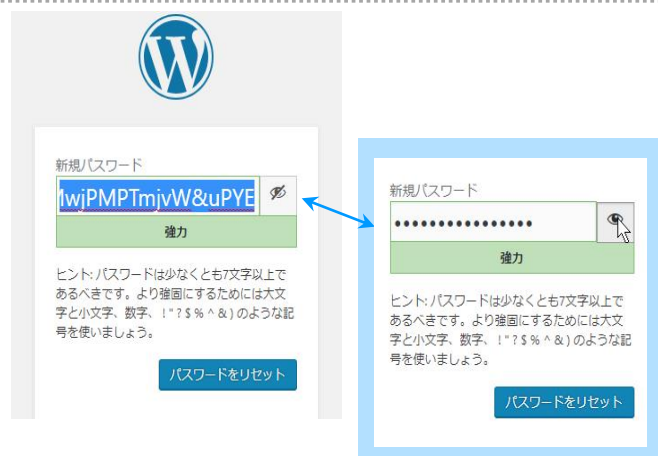 新規パスワード
wjPMPTmjvW&uPYE
強力
ヒント: パスワードは少なくとも7文字以上で
あるべきです。より強固にするためには大文
字と小文字、数字、! " ? $ % ^ & ) のような記
号を使いましょう。
パスワードをリセット
新規パスワード
••••••••••••••••
強力
ヒント: パスワードは少なくとも7文字以上で
あるべきです。より強固にするためには大文
字と小文字、数字、! " ? $ % ^ & ) のような記
号を使いましょう。
パスワードをリセット